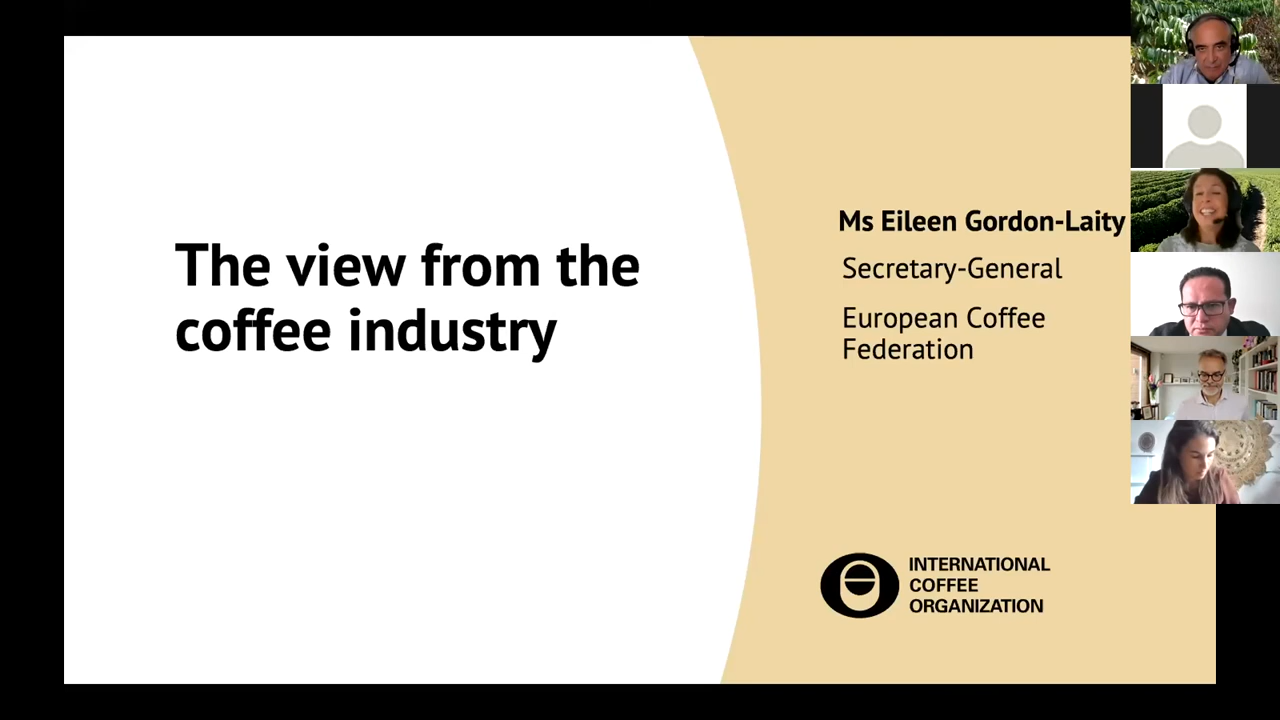 The view from the
coffee industry
Ms Eileen Gordon-Laity
Secretary-General
European Coffee
Federation
INTERNATIONAL
COFFEE
ORGANIZATION